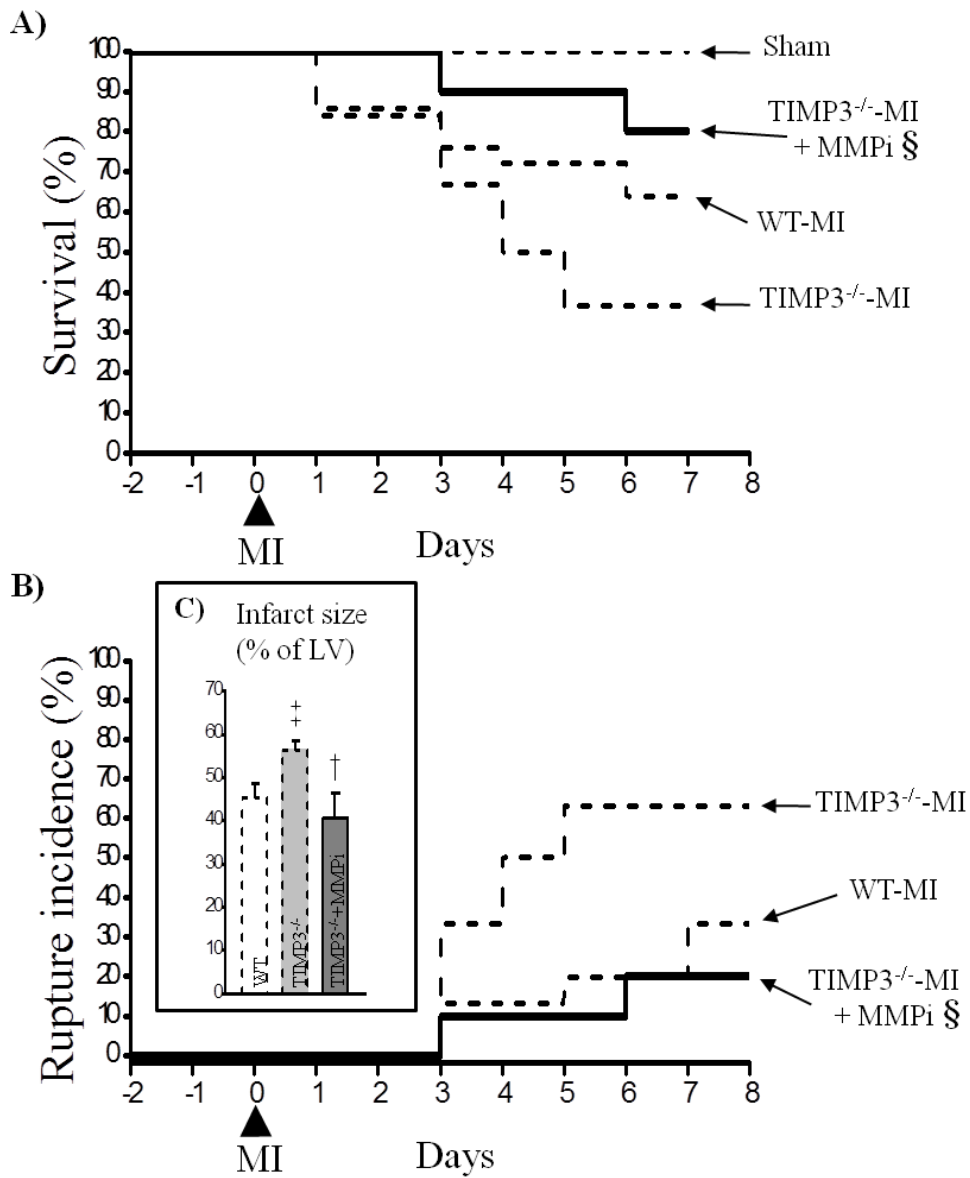 A)
Survival (%)
100
90
80
70
60
50
40
30
20
10
0
-2 -1 0 1 2 3 4 5 6 7 8
MI
Days
Sham
TIMP3-/--MI
+ MMPi §
WT-MI
TIMP3-/--MI
B)
Rupture incidence (%)
100
90
80
70
60
50
40
30
20
10
0
-2 -1 0 1 2 3 4 5 6 7 8
MI
Days
TIMP3-/--MI
WT-MI
TIMP3-/--MI
+ MMPi §
C) Infarct size
(% of LV)
70
60
50
40
30
20
10
0
‡
†
WT
TIMP3-/-
TIMP3-/-+MMPi